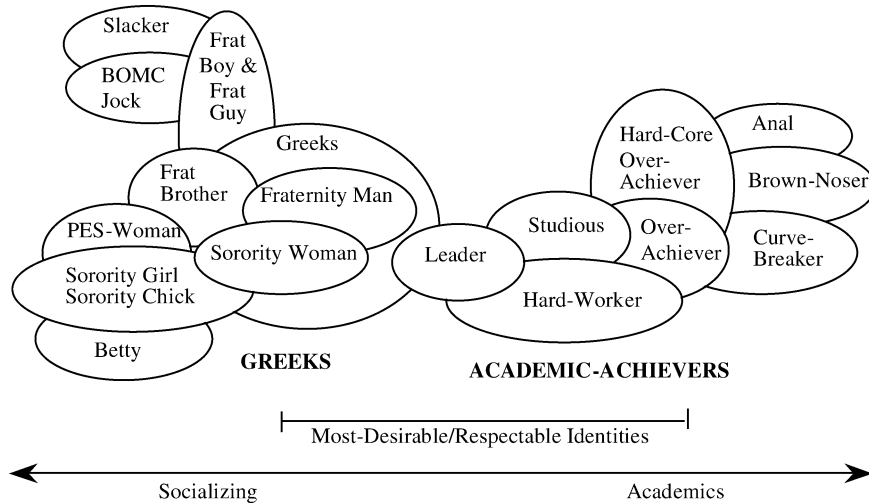 Slacker
BOMC
Jock
Frat
Boy &
Frat
Guy
Greeks
Frat
Brother
Fraternity Man
PES-Woman
Sorority Woman
Sorority Girl
Sorority Chick
Betty
GREEKS
Leader
Studious
Hard-Core
Over-
Achiever
Anal
Brown-Noser
Over-
Achiever
Curve-
Breaker
Hard-Worker
ACADEMIC-ACHIEVERS
Most-Desirable/Respectable Identities
Socializing
Academics